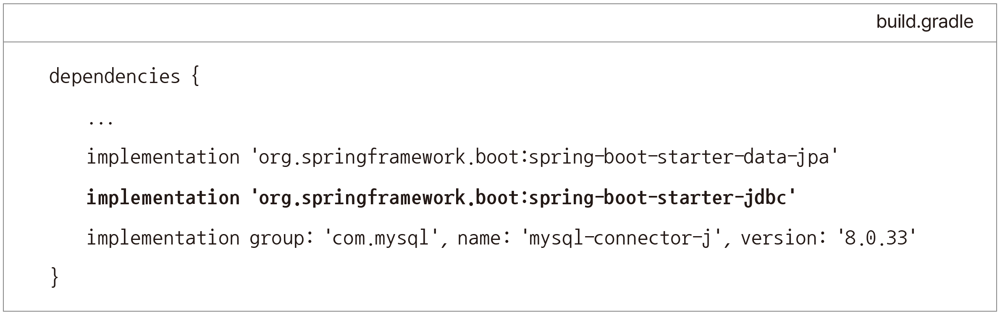 build.gradle
dependencies {
...
implementation 'org.springframework.boot:spring-boot-starter-data-jpa'
implementation 'org.springframework.boot:spring-boot-starter-jdbc'
implementation group: 'com.mysql', name: 'mysql-connector-j', version: '8.0.33'
}